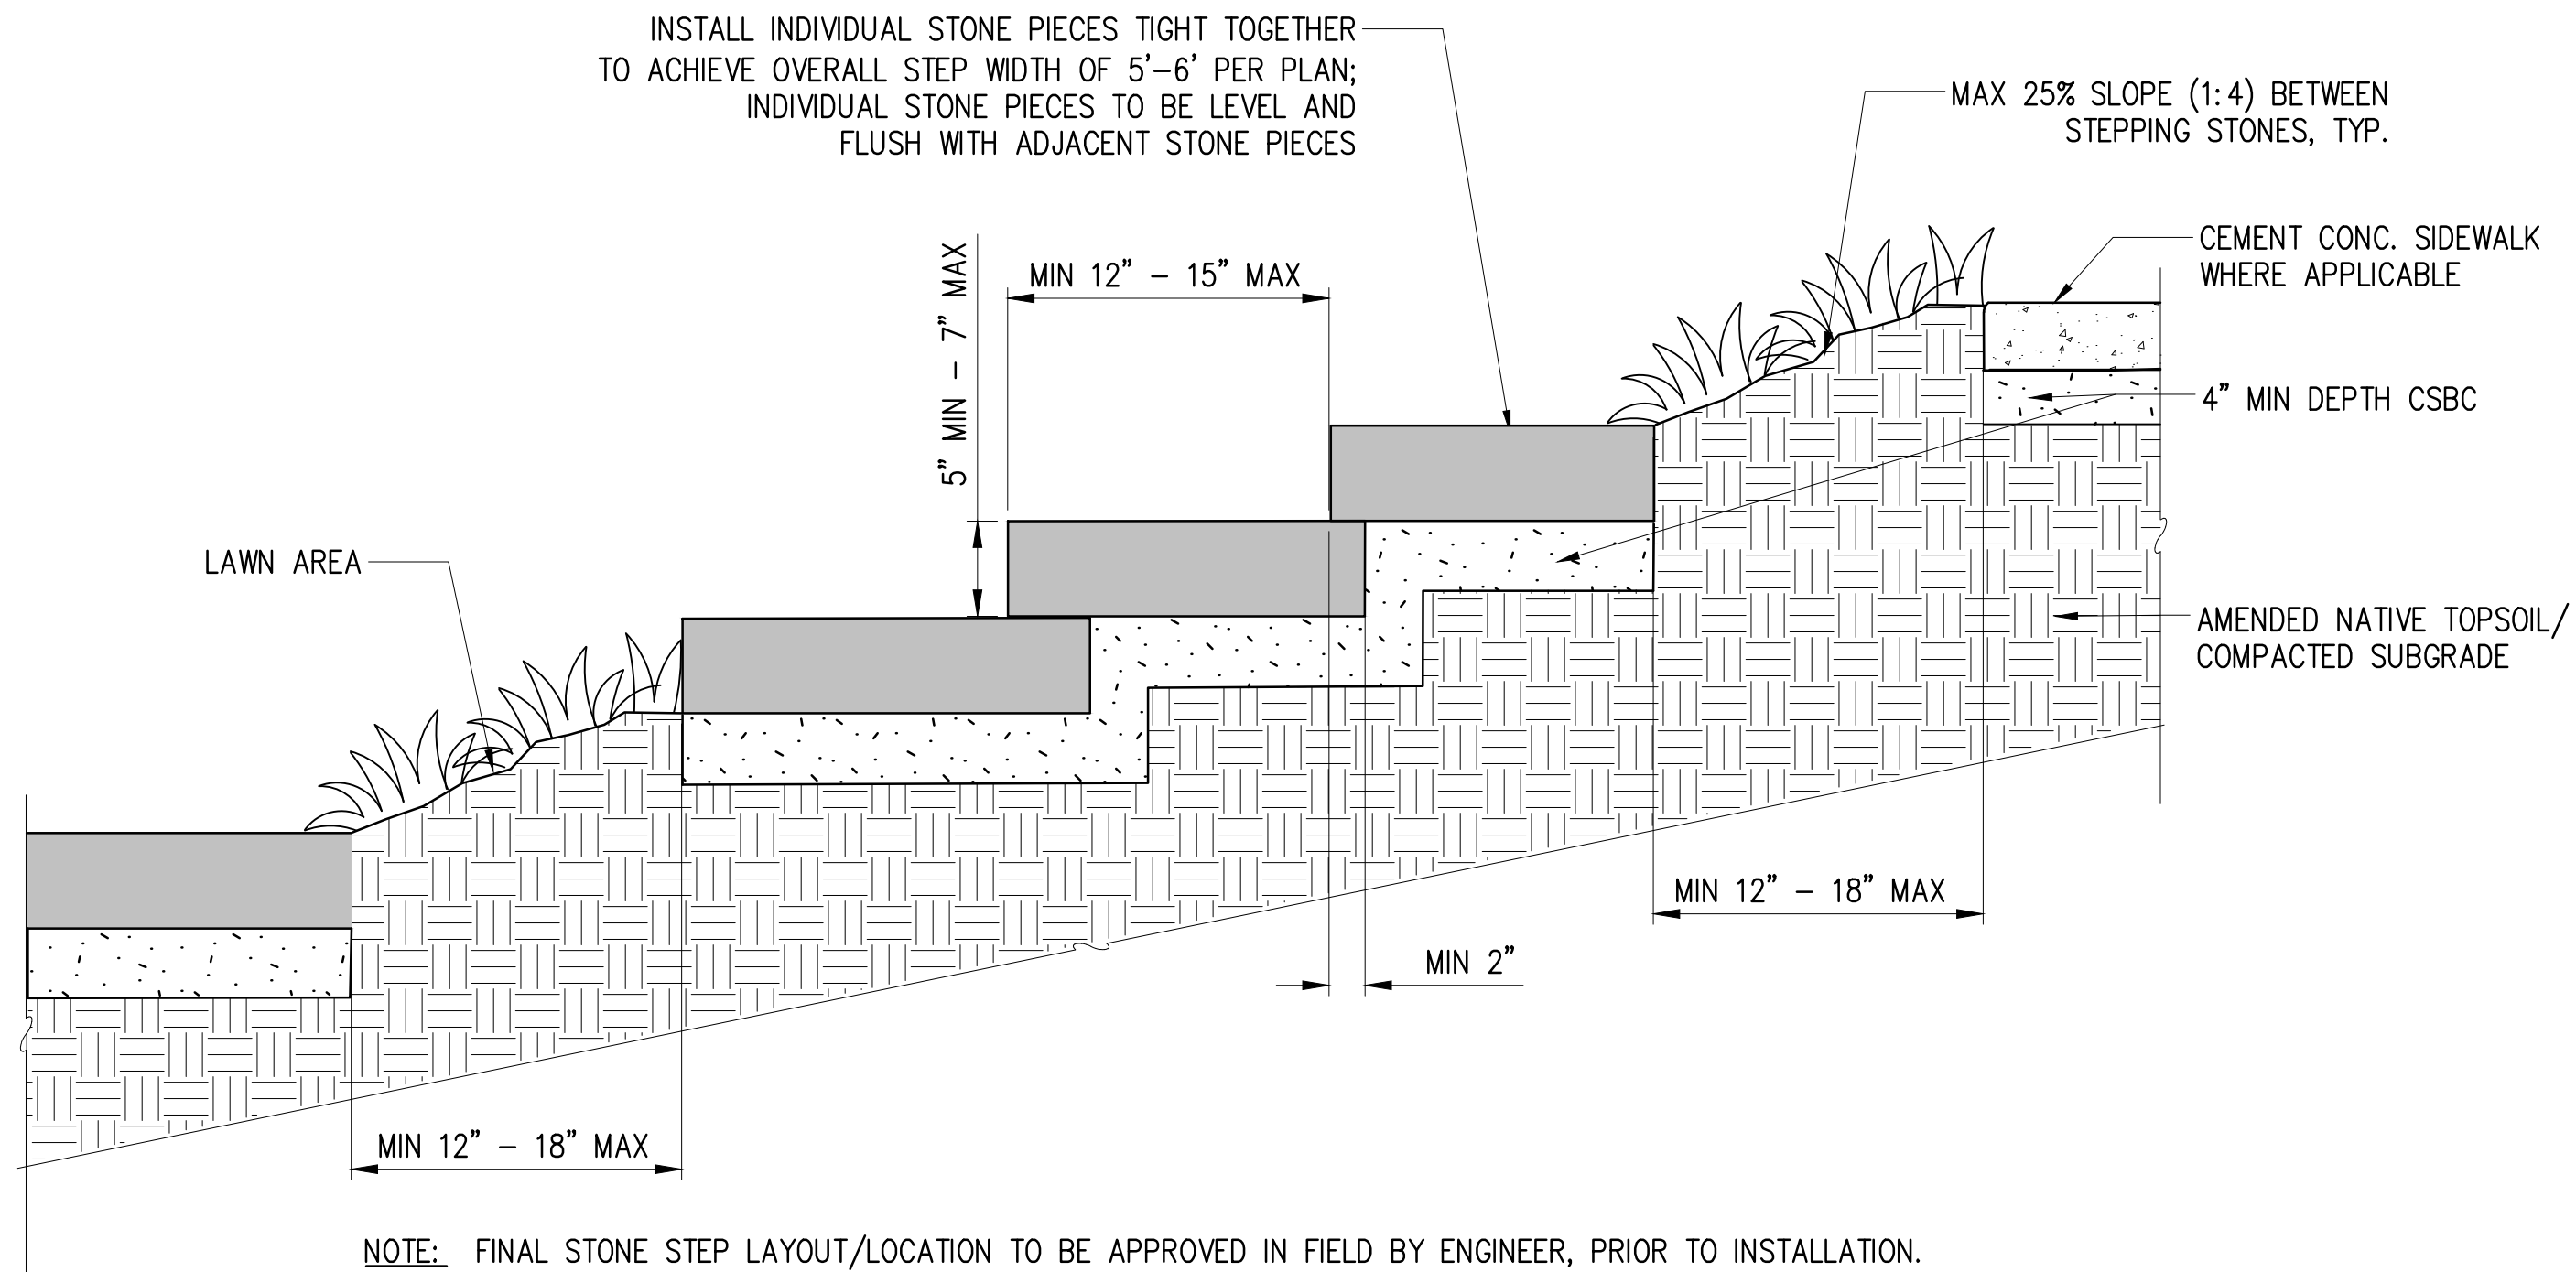 INSTALL INDIVIDUAL STONE PIECES TIGHT TOGETHER
TO ACHIEVE OVERALL STEP WIDTH OF 5'-6' PER PLAN;
INDIVIDUAL STONE PIECES TO BE LEVEL AND
FLUSH WITH ADJACENT STONE PIECES
MAX 25% SLOPE (1:4) BETWEEN
STEPPING STONES, TYP.
CEMENT CONC. SIDEWALK
WHERE APPLICABLE
5" MIN - 7" MAX
MIN 12" - 15" MAX
4" MIN DEPTH CSBC
LAWN AREA
AMENDED NATIVE TOPSOIL/
COMPACTED SUBGRADE
MIN 12" - 18" MAX
MIN 2"
MIN 12" - 18" MAX
NOTE: FINAL STONE STEP LAYOUT/LOCATION TO BE APPROVED IN FIELD BY ENGINEER, PRIOR TO INSTALLATION.